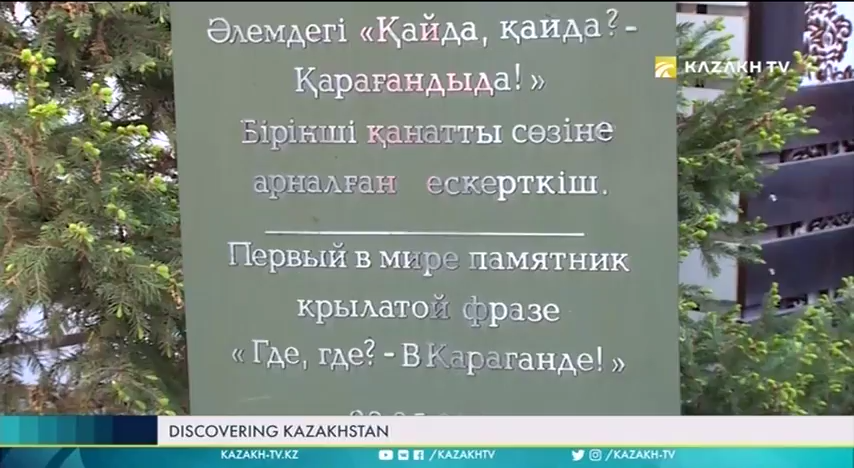 Әлемдегі «Қайда, қайда? -
Қарағандыда! »
Бірінші қанатты сөзіне
арналған ескерткіш.
Первый в мире памятник
крылатой фразе
« Где, где? - В Караганде! »
KAZAKH TV
DISCOVERING KAZAKHSTAN
KAZAKH-TV.KZ
/KAZAKHTV
/KAZAKH-TV